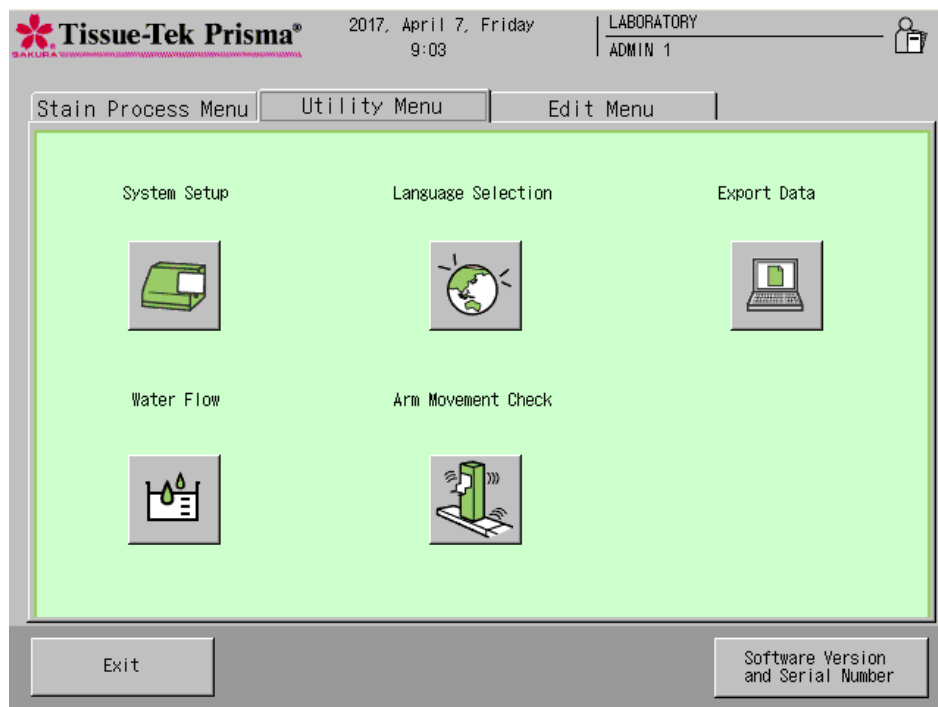 Tissue-Tek Prisma®
SAKURA
2017, April 7, Friday
9:03
LABORATORY
ADMIN 1
Stain Process Menu
Utility Menu
Edit Menu
System Setup
Language Selection
Export Data
Water Flow
Arm Movement Check
Exit
Software Version
and Serial Number